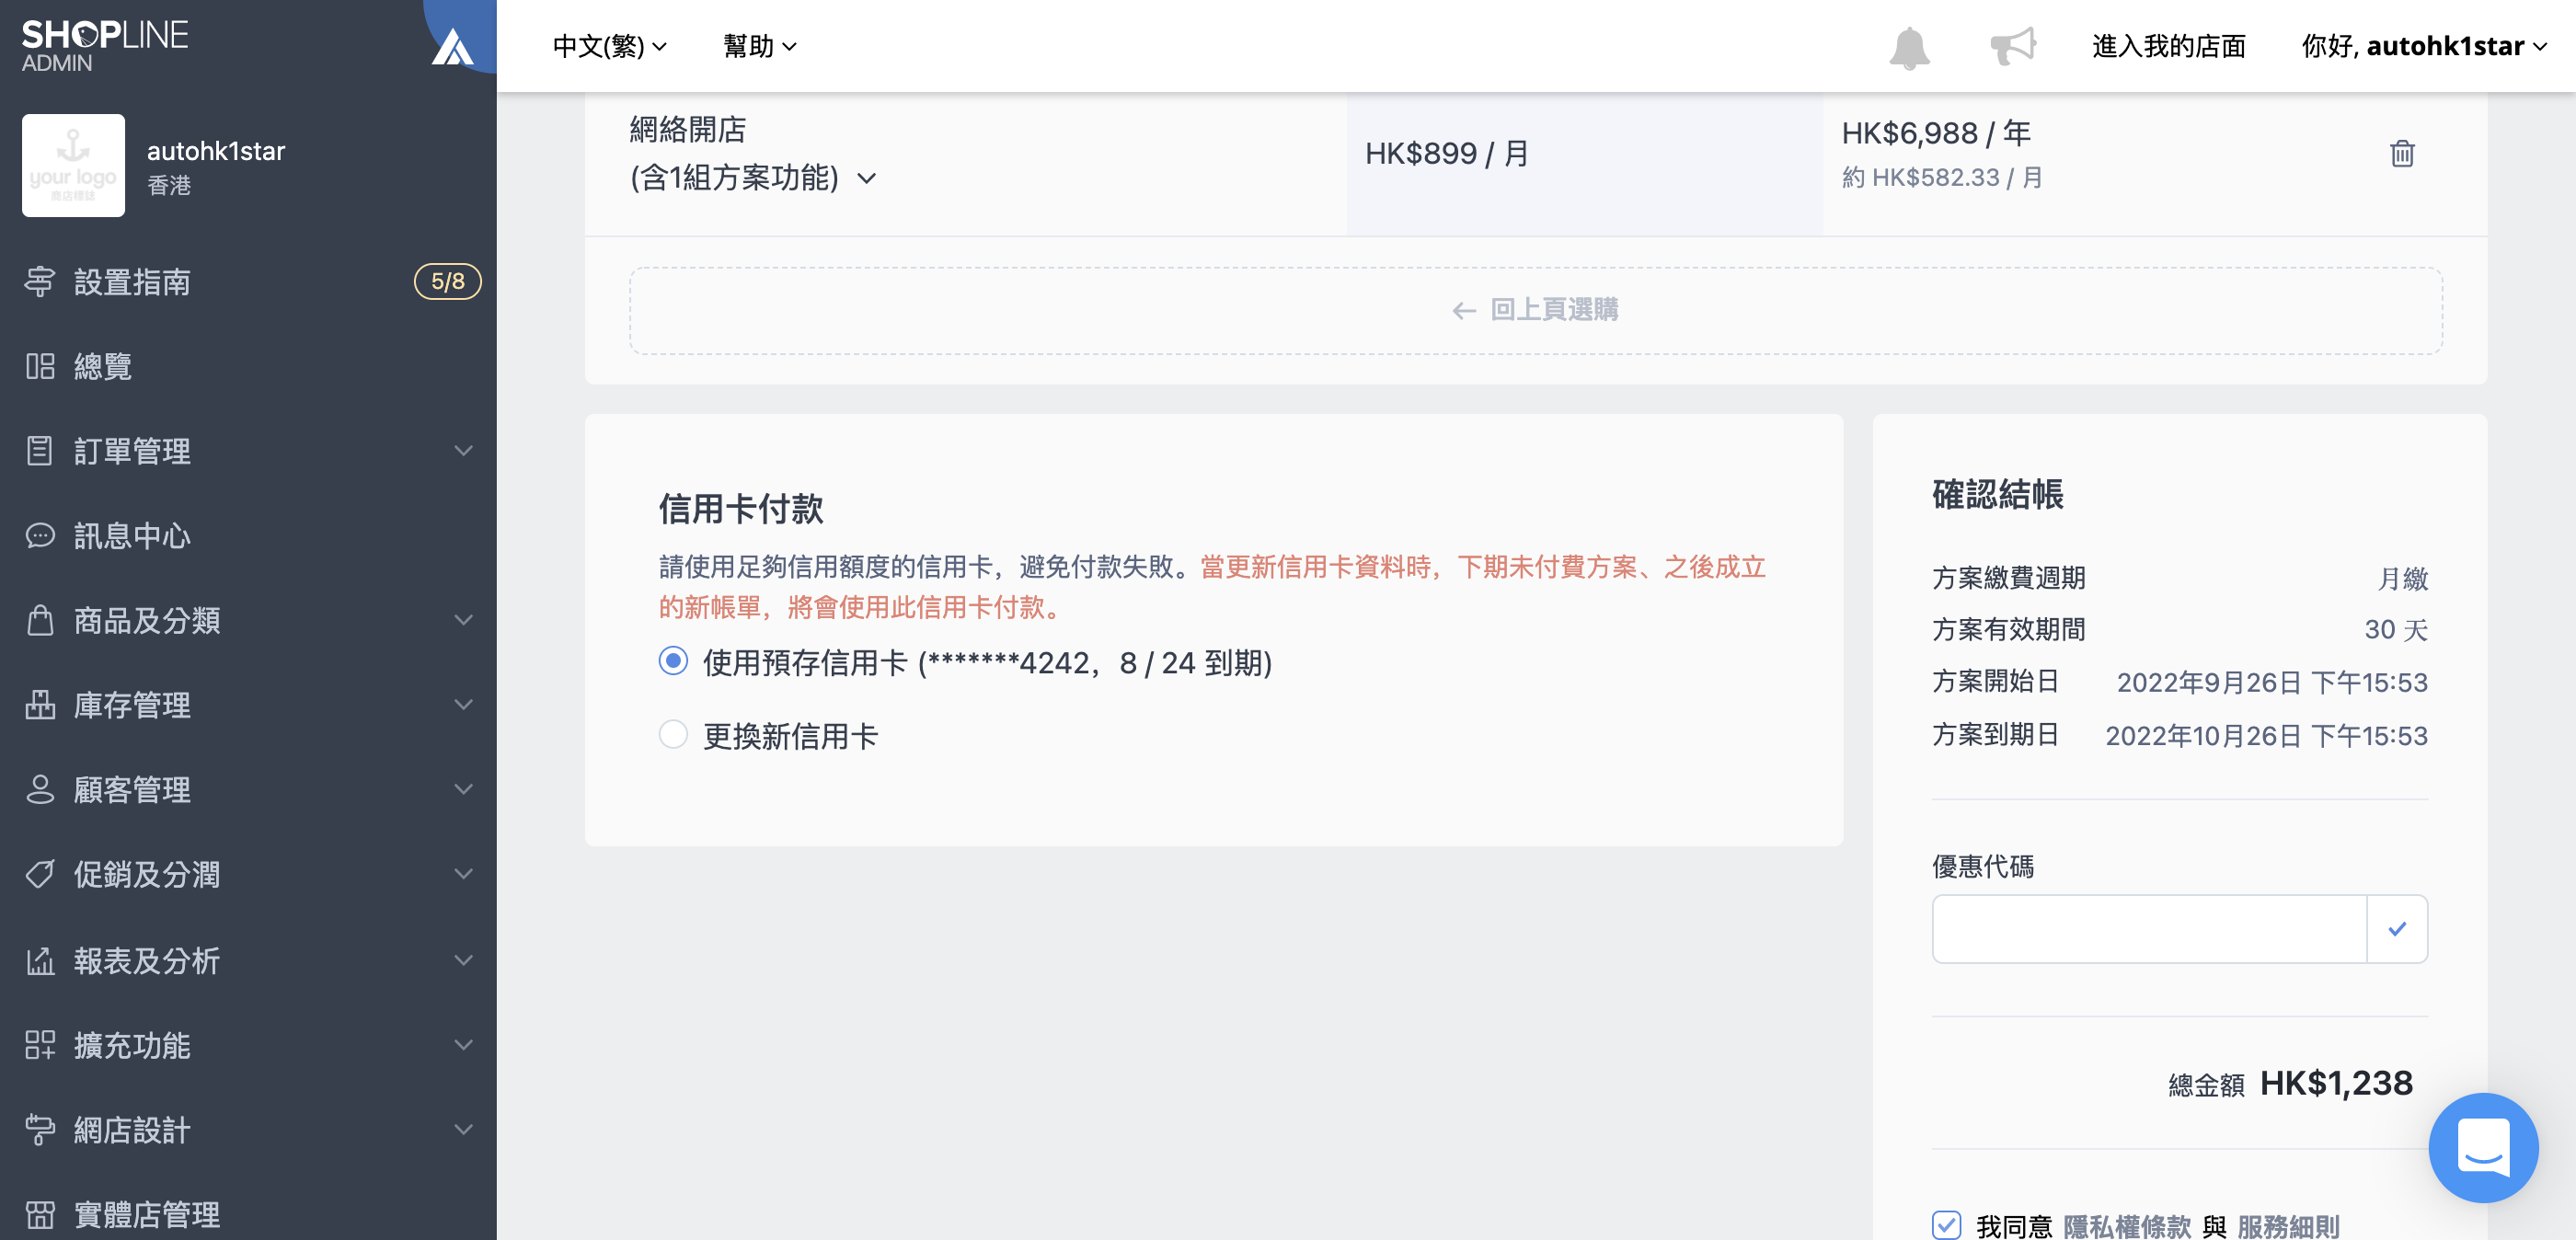 SHOPLINE
ADMIN
中文(繁)
幫助
進入我的店面
你好, autohk1star
your logo
商店標誌
autohk1star
香港
設置指南
5/8
總覽
訂單管理
訊息中心
商品及分類
庫存管理
顧客管理
促銷及分潤
報表及分析
擴充功能
網店設計
實體店管理
網絡開店
(含1組方案功能)
HK$899 / 月
HK$6,988 / 年
約 HK$582.33 / 月
← 回上頁選購
信用卡付款
請使用足夠信用額度的信用卡，避免付款失敗。當更新信用卡資料時，下期未付費方案、之後成立
的新帳單，將會使用此信用卡付款。
使用預存信用卡 (*******4242，8 / 24 到期)
更換新信用卡
確認結帳
方案繳費週期 月繳
方案有效期間 30 天
方案開始日 2022年9月26日 下午15:53
方案到期日 2022年10月26日 下午15:53
優惠代碼
總金額 HK$1,238
我同意 隱私權條款 與 服務細則